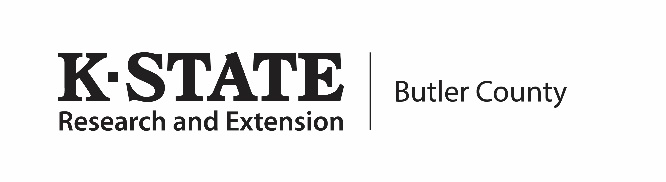 K-STATE
Research and Extension
Butler County